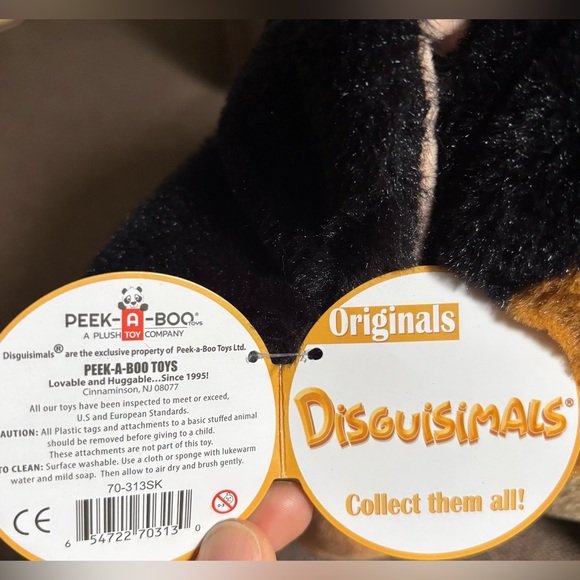 PEEK-A-BOO® TOYS
A PLUSH TOY COMPANY
Disguisimals® are the exclusive property of Peek-a-Boo Toys Ltd.
PEEK-A-BOO TOYS
Lovable and Huggable...Since 1995!
Cinnaminson, NJ 08077
All our toys have been inspected to meet or exceed,
U.S and European Standards.
CAUTION: All Plastic tags and attachments to a basic stuffed animal
should be removed before giving to a child.
These attachments are not part of this toy.
TO CLEAN: Surface washable. Use a cloth or sponge with lukewarm
water and mild soap. Then allow to air dry and brush gently.
70-313SK
CE
6 54722 70313 0
Originals
DiSGUiSiMALS®
Collect them all!